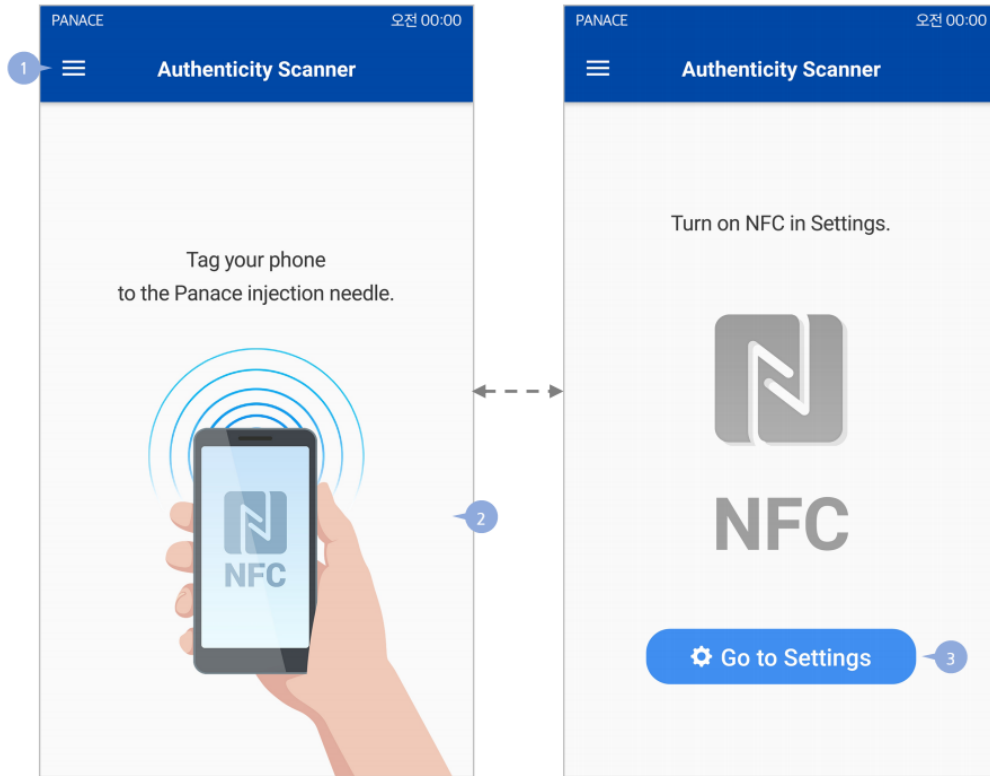 PANACE 오전 00:00
1
Authenticity Scanner
Tag your phone
to the Panace injection needle.
NFC
2
PANACE 오전 00:00
Authenticity Scanner
Turn on NFC in Settings.
NFC
Go to Settings
3